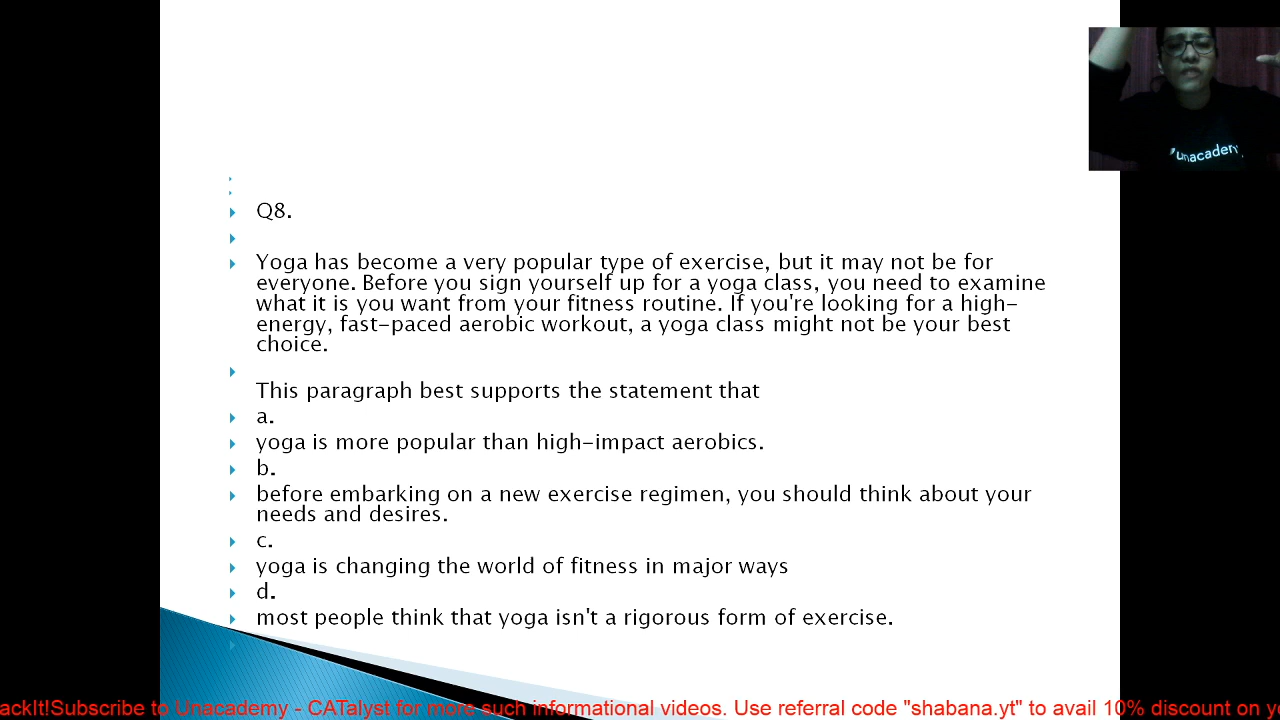 unacademy
Q8.
Yoga has become a very popular type of exercise, but it may not be for
everyone. Before you sign yourself up for a yoga class, you need to examine
what it is you want from your fitness routine. If you're looking for a high-
energy, fast-paced aerobic workout, a yoga class might not be your best
choice.
This paragraph best supports the statement that
a.
yoga is more popular than high-impact aerobics.
b.
before embarking on a new exercise regimen, you should think about your
needs and desires.
c.
yoga is changing the world of fitness in major ways
d.
most people think that yoga isn't a rigorous form of exercise.
ackIt!Subscribe to Unacademy - CATalyst for more such informational videos. Use referral code "shabana.yt" to avail 10% discount on y